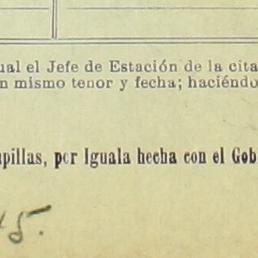 ual el Jefe de Estación de la cita
n mismo tenor y fecha; haciéndo
pillas, por Iguala hecha con el Gob
5.